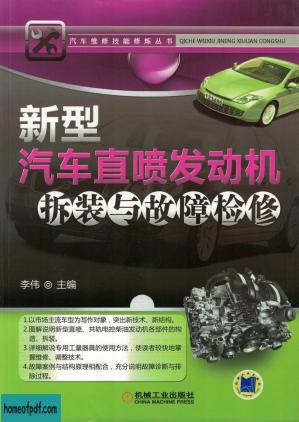 汽车维修技能修炼丛书
QICHE WEIXIU JINENG XIULIAN CONGSHU
新型
汽车直喷发动机
拆装与故障检修
李伟 ◎ 主编
1.以市场主流车型为写作对象，突出新技术、新结构。
2.图解说明新型直喷、共轨电控柴油发动机各部件的构
造、拆装。
3.详细解说专用工量器具的使用方法，使读者较快地掌
握维修、调整技术。
4.故障案例与结构原理相配合，充分说明故障诊断与排
除过程。
机械工业出版社
CHINA MACHINE PRESS
homeofpdf.com